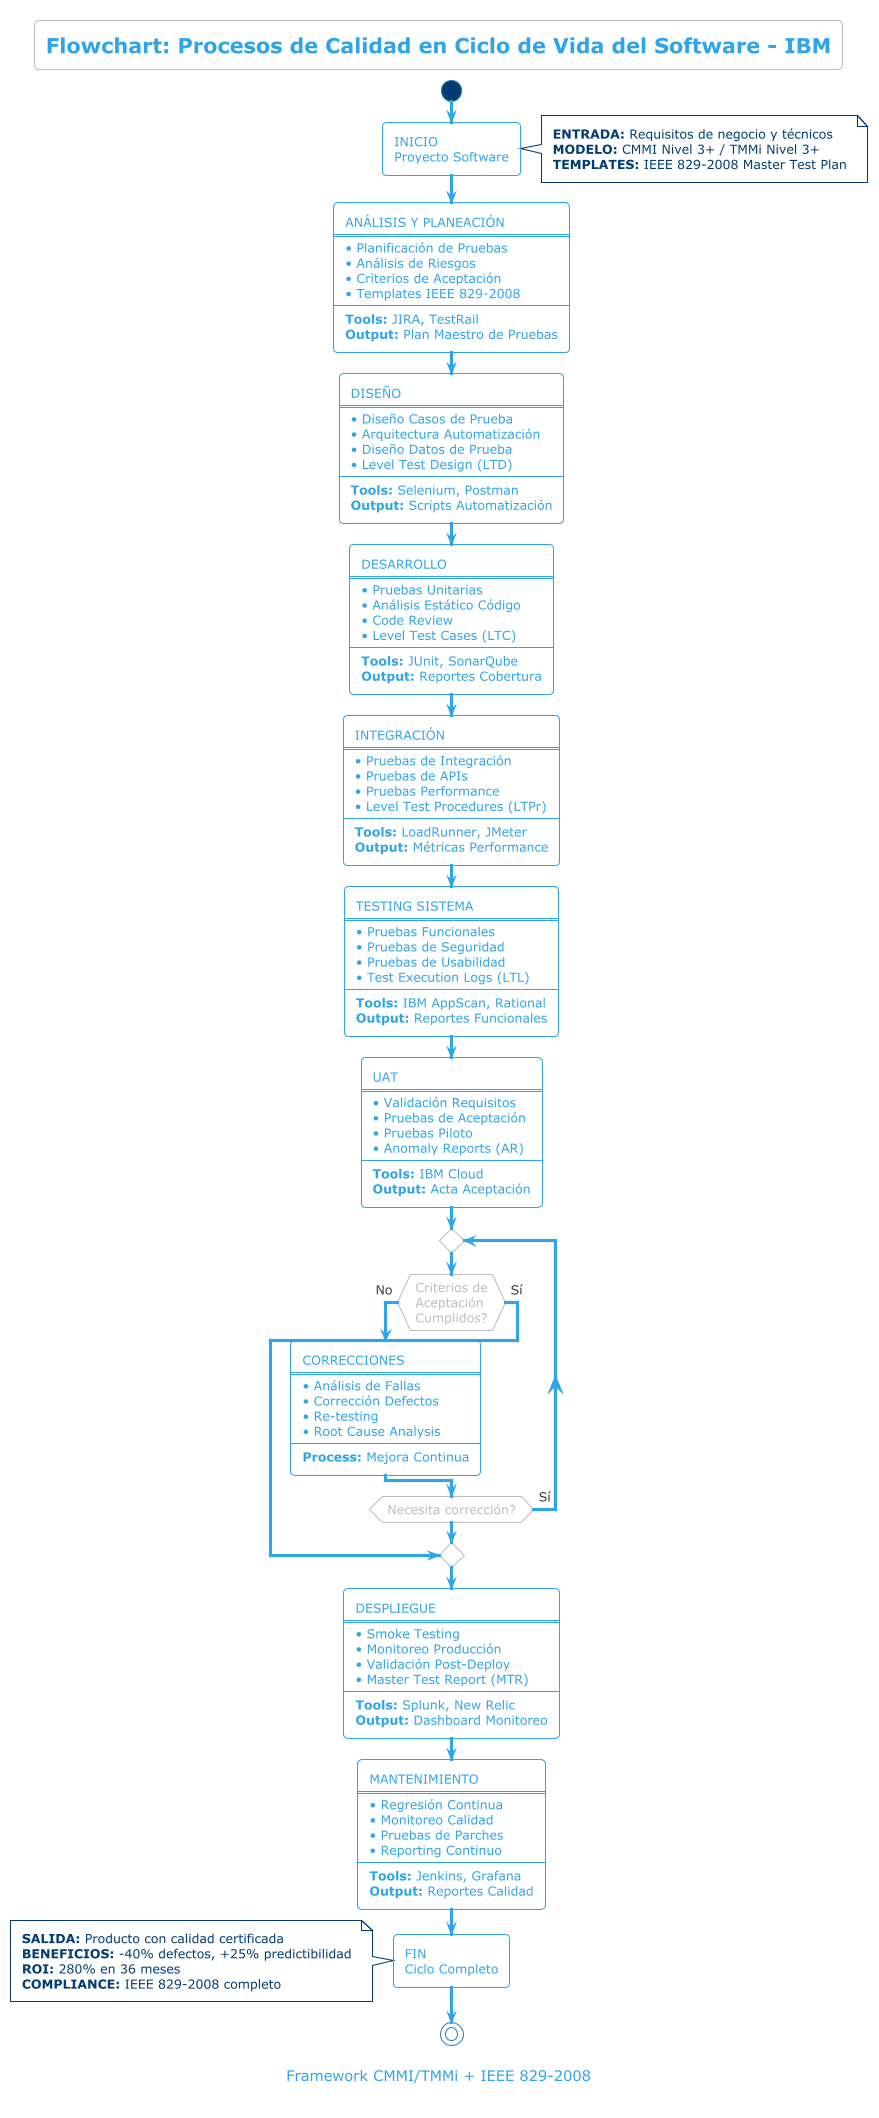 Flowchart: Procesos de Calidad en Ciclo de Vida del Software - IBM
INICIO
Proyecto Software
ENTRADA: Requisitos de negocio y técnicos
MODELO: CMMI Nivel 3+ / TMMi Nivel 3+
TEMPLATES: IEEE 829-2008 Master Test Plan
ANÁLISIS Y PLANEACIÓN
• Planificación de Pruebas
• Análisis de Riesgos
• Criterios de Aceptación
• Templates IEEE 829-2008
Tools: JIRA, TestRail
Output: Plan Maestro de Pruebas
DISEÑO
• Diseño Casos de Prueba
• Arquitectura Automatización
• Diseño Datos de Prueba
• Level Test Design (LTD)
Tools: Selenium, Postman
Output: Scripts Automatización
DESARROLLO
• Pruebas Unitarias
• Análisis Estático Código
• Code Review
• Level Test Cases (LTC)
Tools: JUnit, SonarQube
Output: Reportes Cobertura
INTEGRACIÓN
• Pruebas de Integración
• Pruebas de APIs
• Pruebas Performance
• Level Test Procedures (LTPr)
Tools: LoadRunner, JMeter
Output: Métricas Performance
TESTING SISTEMA
• Pruebas Funcionales
• Pruebas de Seguridad
• Pruebas de Usabilidad
• Test Execution Logs (LTL)
Tools: IBM AppScan, Rational
Output: Reportes Funcionales
UAT
• Validación Requisitos
• Pruebas de Aceptación
• Pruebas Piloto
• Anomaly Reports (AR)
Tools: IBM Cloud
Output: Acta Aceptación
No
Criterios de
Aceptación
Cumplidos?
Sí
CORRECCIONES
• Análisis de Fallas
• Corrección Defectos
• Re-testing
• Root Cause Analysis
Process: Mejora Continua
Necesita corrección?
Sí
DESPLIEGUE
• Smoke Testing
• Monitoreo Producción
• Validación Post-Deploy
• Master Test Report (MTR)
Tools: Splunk, New Relic
Output: Dashboard Monitoreo
MANTENIMIENTO
• Regresión Continua
• Monitoreo Calidad
• Pruebas de Parches
• Reporting Continuo
Tools: Jenkins, Grafana
Output: Reportes Calidad
SALIDA: Producto con calidad certificada
BENEFICIOS: -40% defectos, +25% predictibilidad
ROI: 280% en 36 meses
COMPLIANCE: IEEE 829-2008 completo
FIN
Ciclo Completo
Framework CMMI/TMMi + IEEE 829-2008